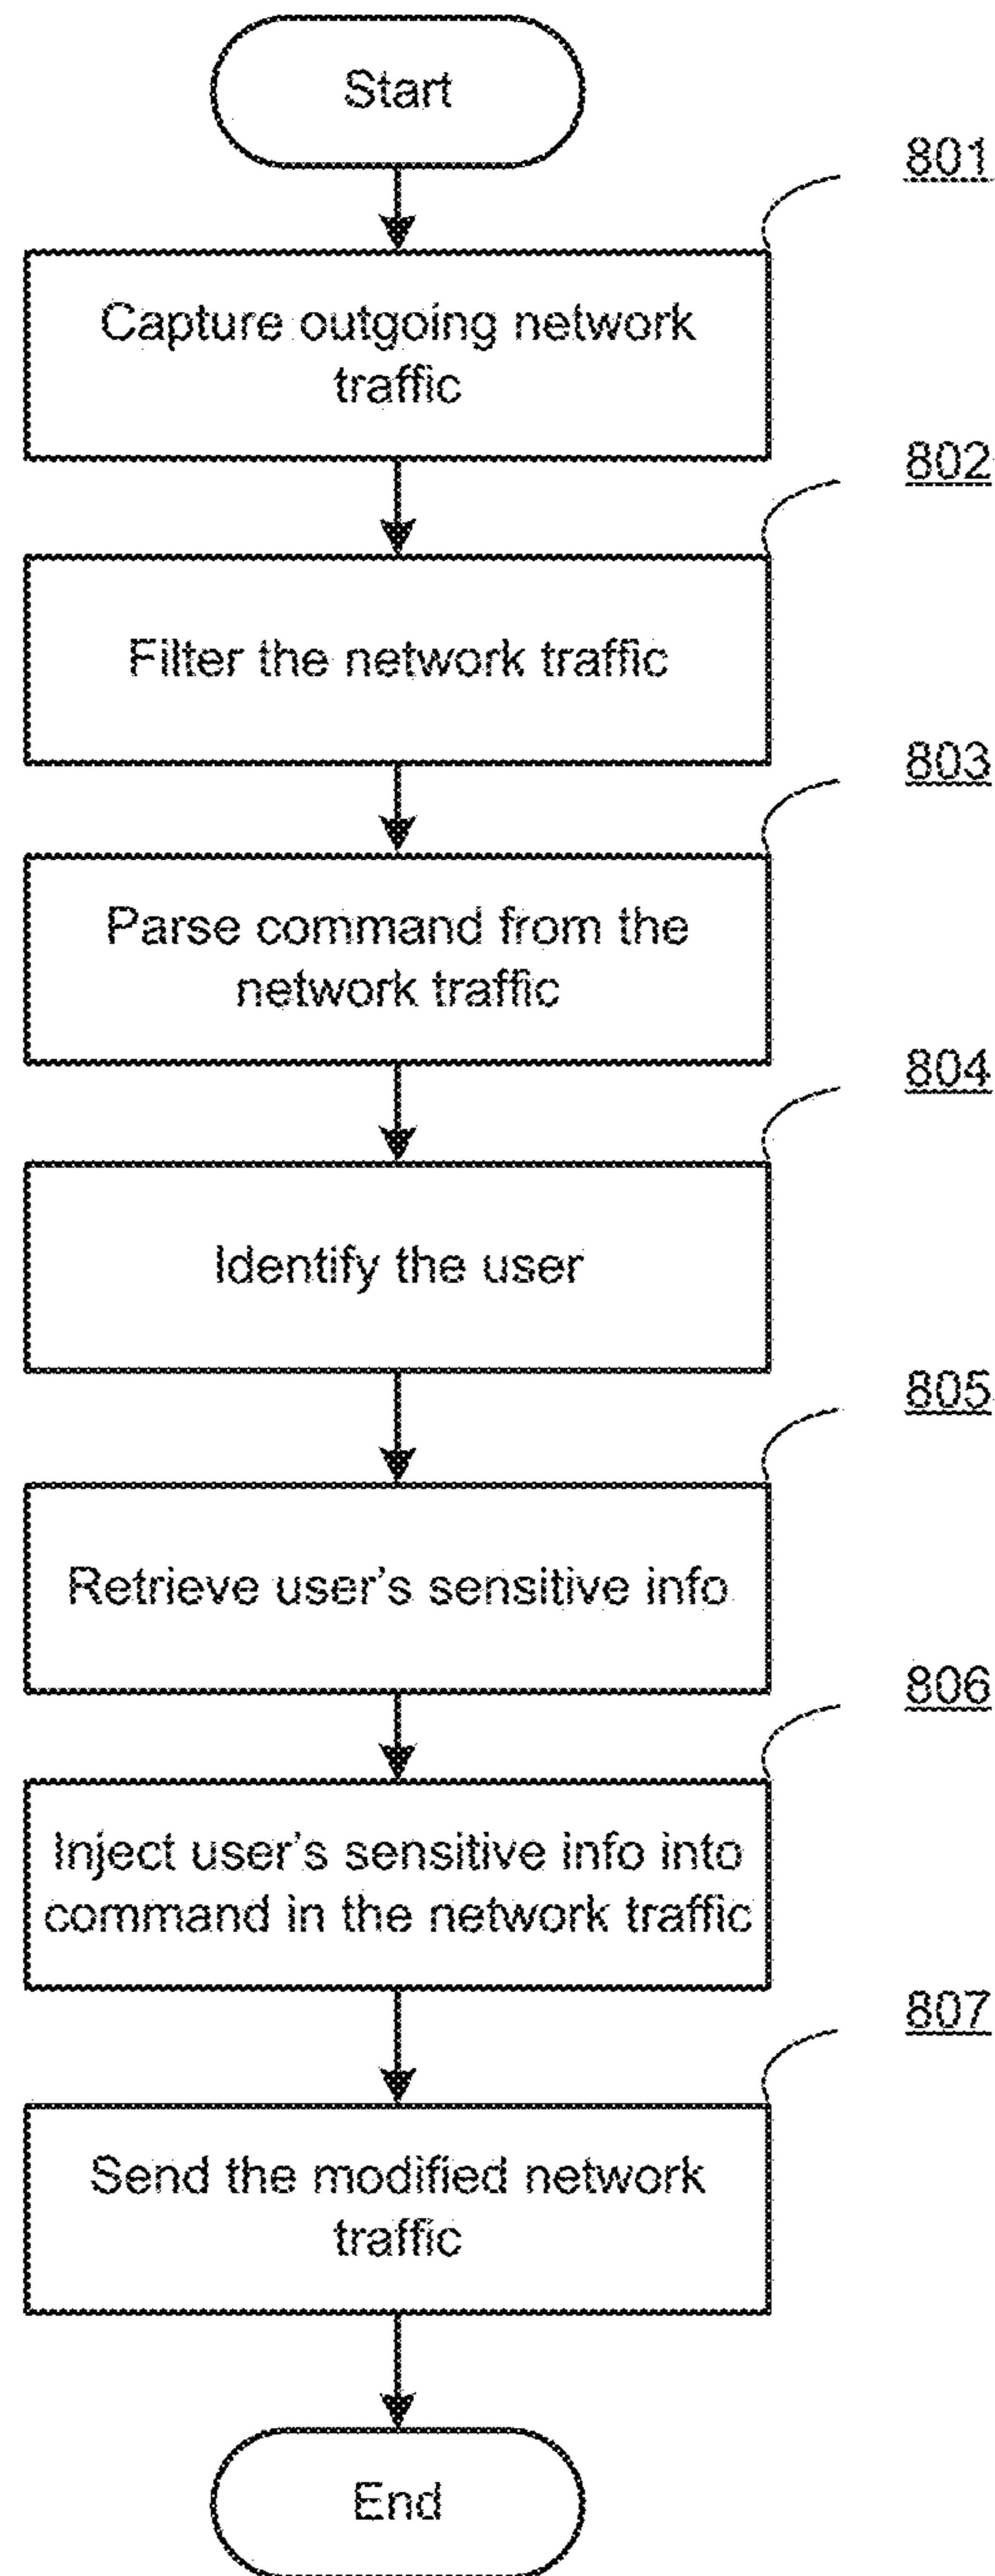 Start
801
Capture outgoing network
traffic
802
Filter the network traffic
803
Parse command from the
network traffic
804
Identify the user
805
Retrieve user's sensitive info
806
Inject user's sensitive info into
command in the network traffic
807
Send the modified network
traffic
End